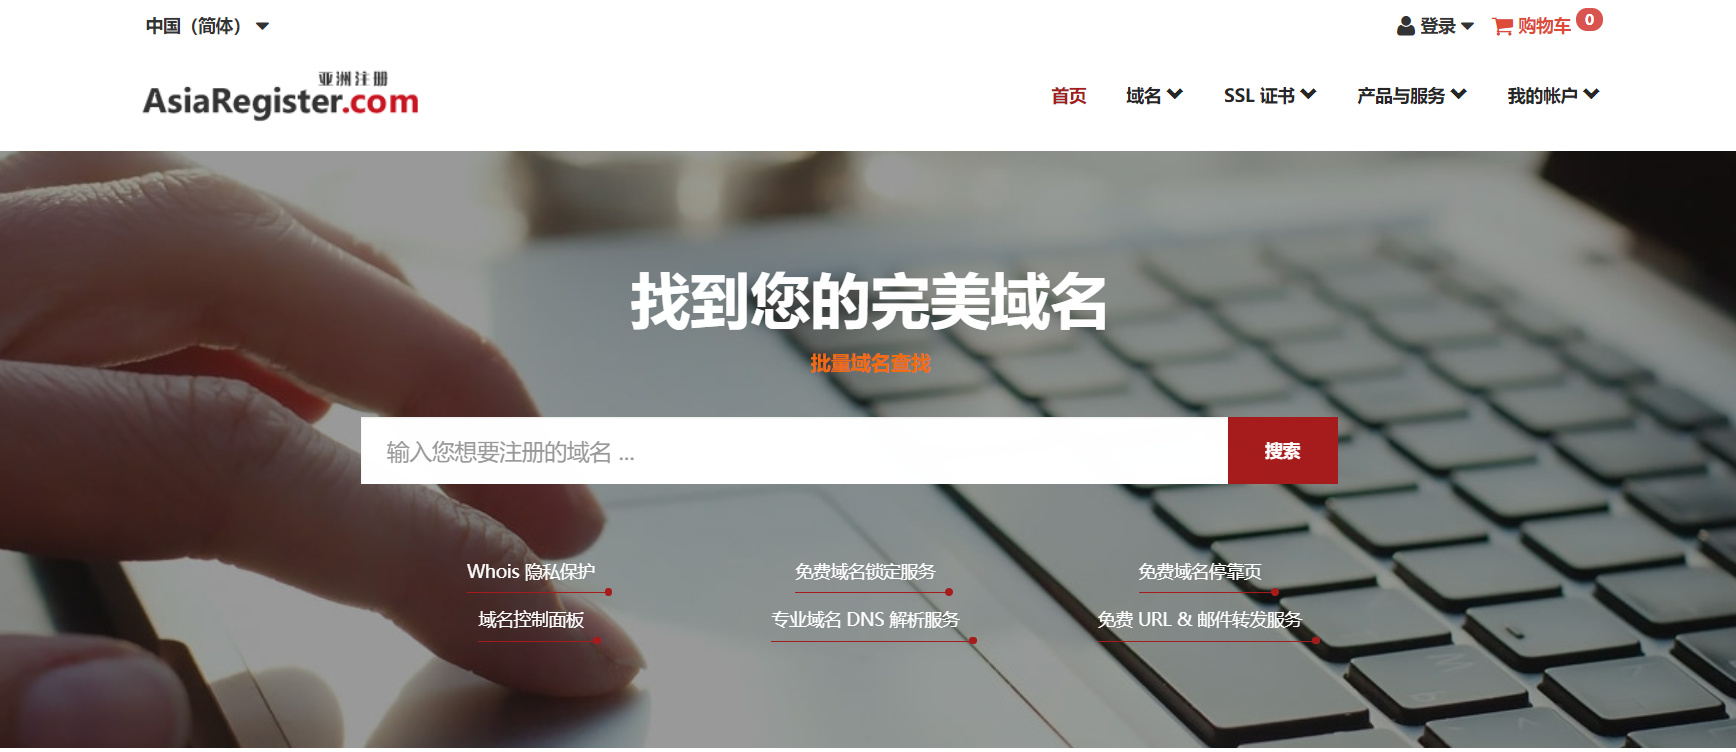 中国（简体）
登录
购物车 0
亚洲注册
AsiaRegister.com
首页
域名
SSL 证书
产品与服务
我的帐户
找到您的完美域名
批量域名查找
输入您想要注册的域名 ...
搜索
Whois 隐私保护
免费域名锁定服务
免费域名停靠页
域名控制面板
专业域名 DNS 解析服务
免费 URL & 邮件转发服务